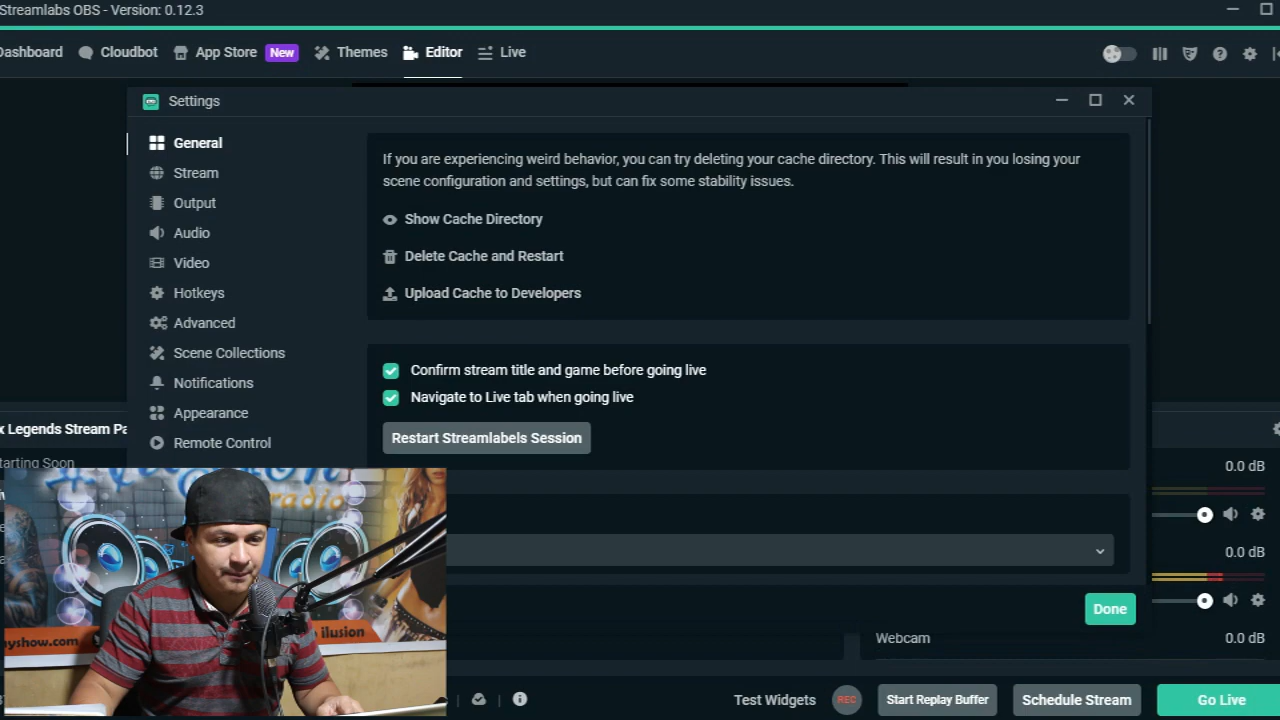 Streamlabs OBS - Version: 0.12.3
Dashboard Cloudbot App Store New Themes Editor Live
Settings
General
Stream
Output
Audio
Video
Hotkeys
Advanced
Scene Collections
Notifications
Appearance
Remote Control
If you are experiencing weird behavior, you can try deleting your cache directory. This will result in you losing your
scene configuration and settings, but can fix some stability issues.
Show Cache Directory
Delete Cache and Restart
Upload Cache to Developers
Confirm stream title and game before going live
Navigate to Live tab when going live
Restart Streamlabels Session
Done
x Legends Stream Pa
tarting Soon
0.0 dB
0.0 dB
Webcam 0.0 dB
radio
nyshow.com
ilusion
Test Widgets REC Start Replay Buffer Schedule Stream Go Live